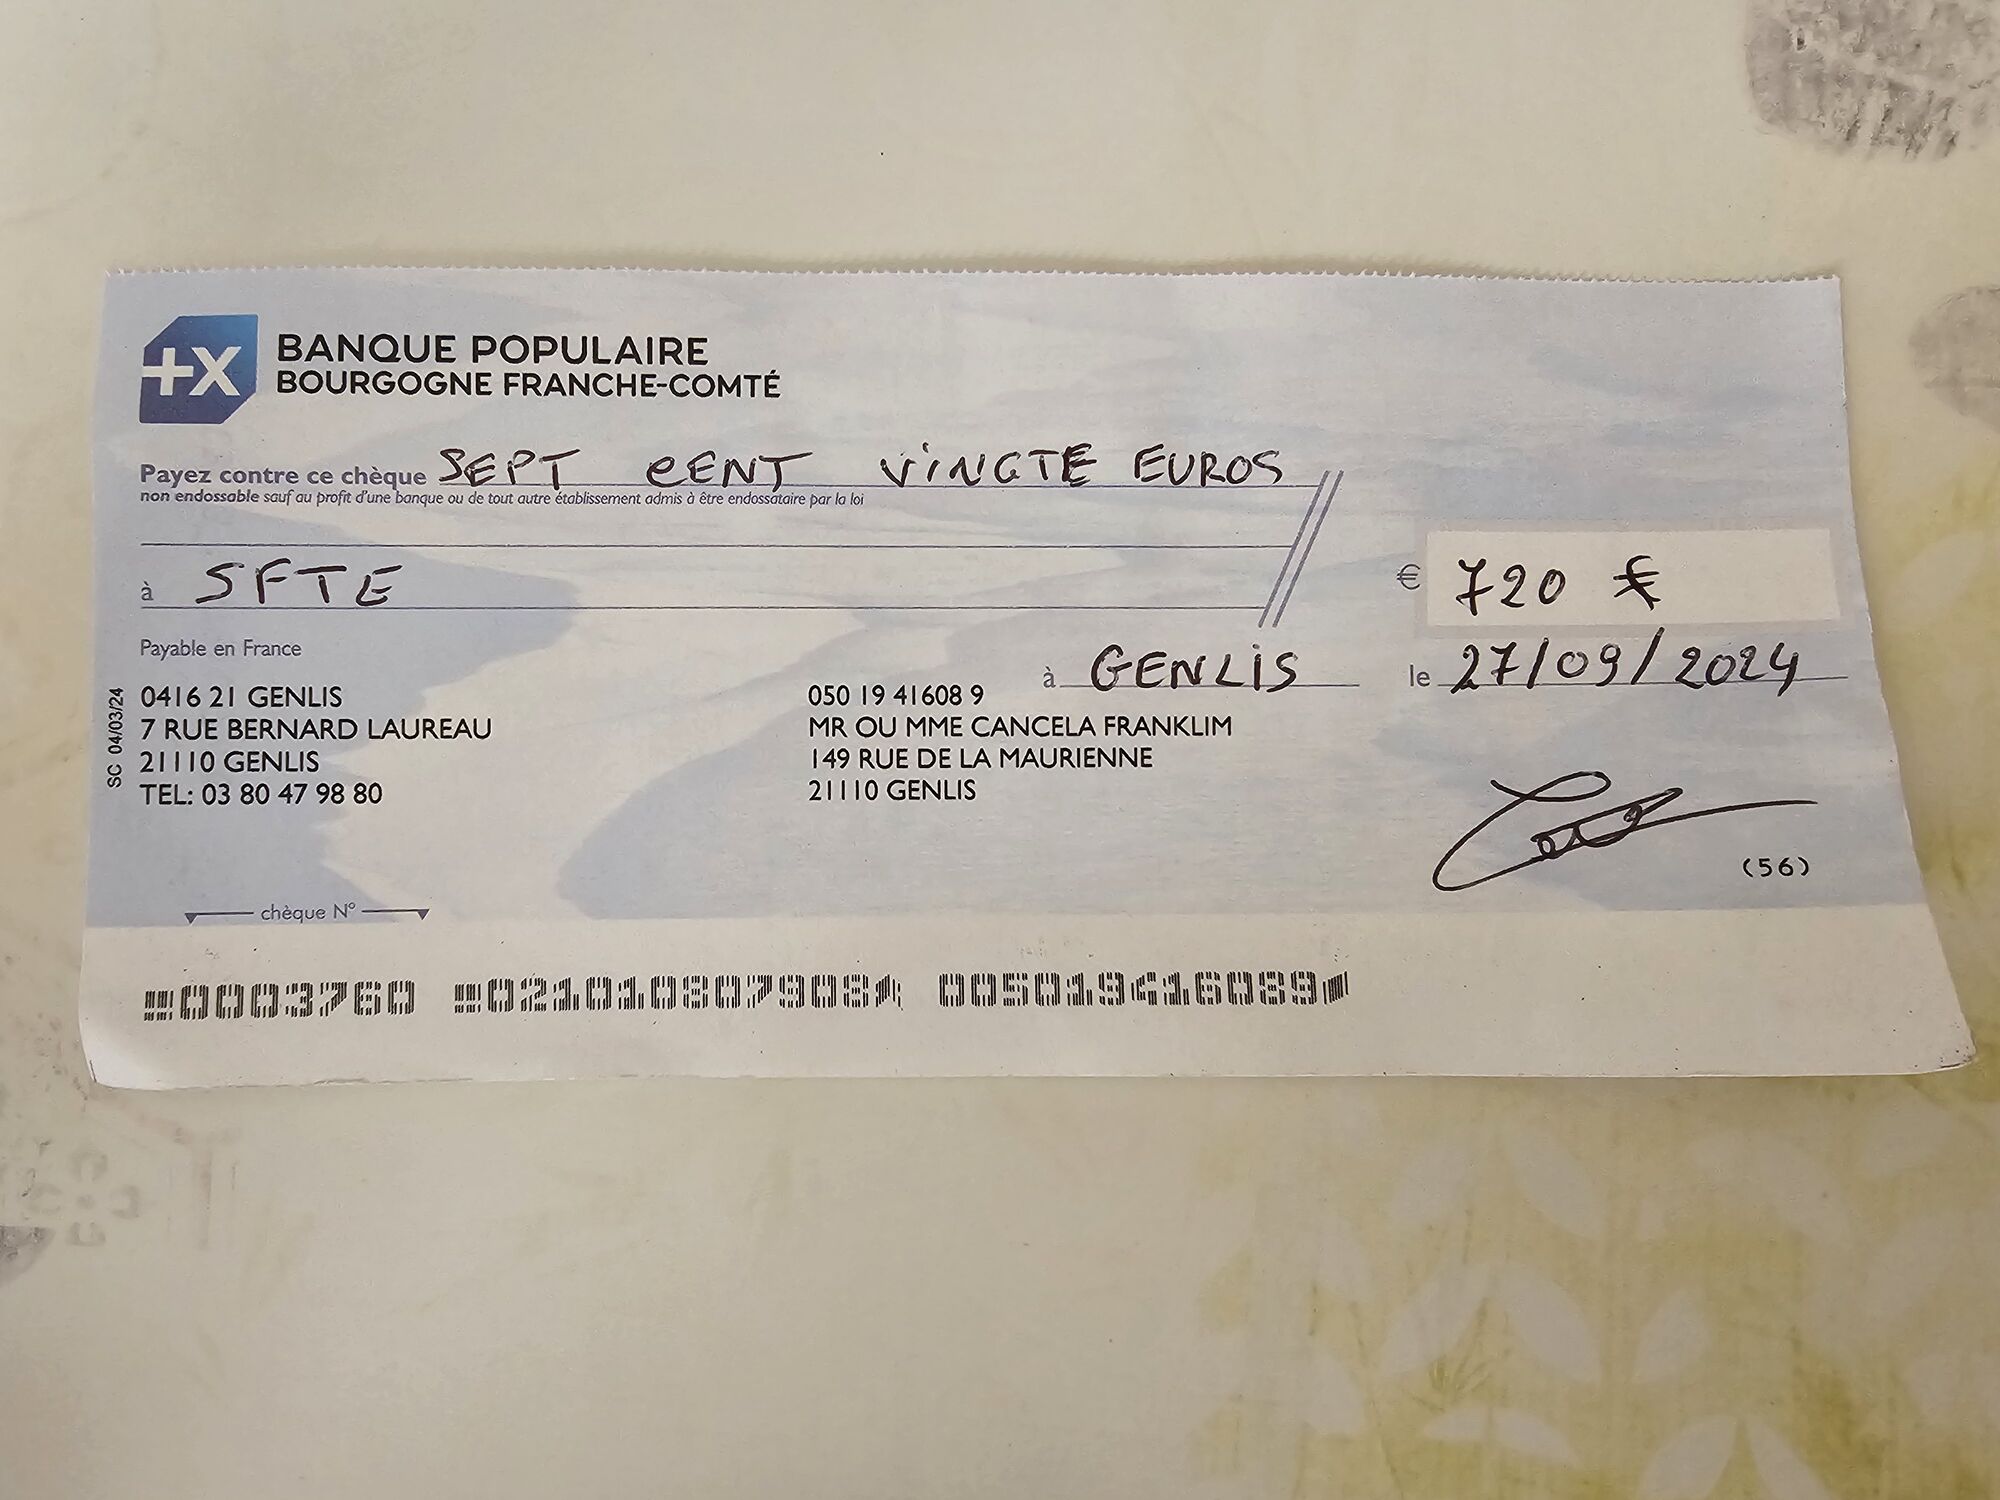 +X BANQUE POPULAIRE
BOURGOGNE FRANCHE-COMTÉ
Payez contre ce chèque SEPT CENT VINGTE EUROS
non endossable sauf au profit d'une banque ou de tout autre établissement admis à être endossataire par la loi
€ 720 €
à SFTE
Payable en France
à GENLIS le 27/09/2024
SC 04/03/24
0416 21 GENLIS
7 RUE BERNARD LAUREAU
21110 GENLIS
TEL: 03 80 47 98 80
050 19 41608 9
MR OU MME CANCELA FRANKLIM
149 RUE DE LA MAURIENNE
21110 GENLIS
(56)
chèque N°
0003760 021010807908 005019416089